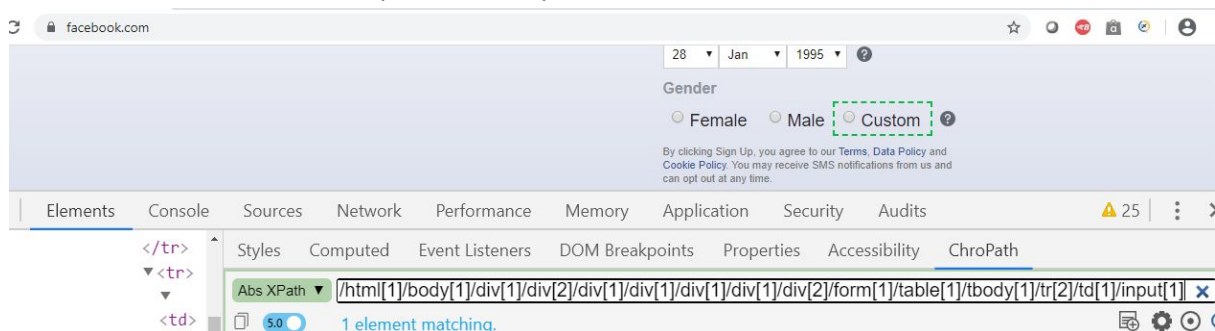 facebook.com
28 Jan 1995
Gender
Female Male Custom
By clicking Sign Up, you agree to our Terms, Data Policy and
Cookie Policy. You may receive SMS notifications from us and
can opt out at any time.
Elements Console Sources Network Performance Memory Application Security Audits 25
</tr>
Styles Computed Event Listeners DOM Breakpoints Properties Accessibility ChroPath
<tr>
Abs XPath /html[1]/body[1]/div[1]/div[2]/div[1]/div[1]/div[1]/div[1]/div[2]/form[1]/table[1]/tbody[1]/tr[2]/td[1]/input[1]
<td>
5.0 1 element matching.